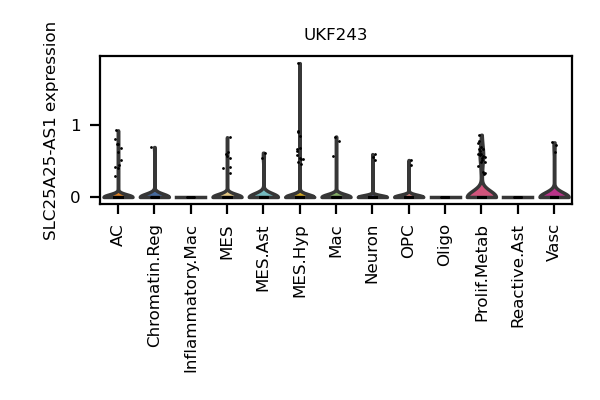 UKF243
SLC25A25-AS1 expression
1
0
AC
Chromatin.Reg
Inflammatory.Mac
MES
MES.Ast
MES.Hyp
Mac
Neuron
OPC
Oligo
Prolif.Metab
Reactive.Ast
Vasc